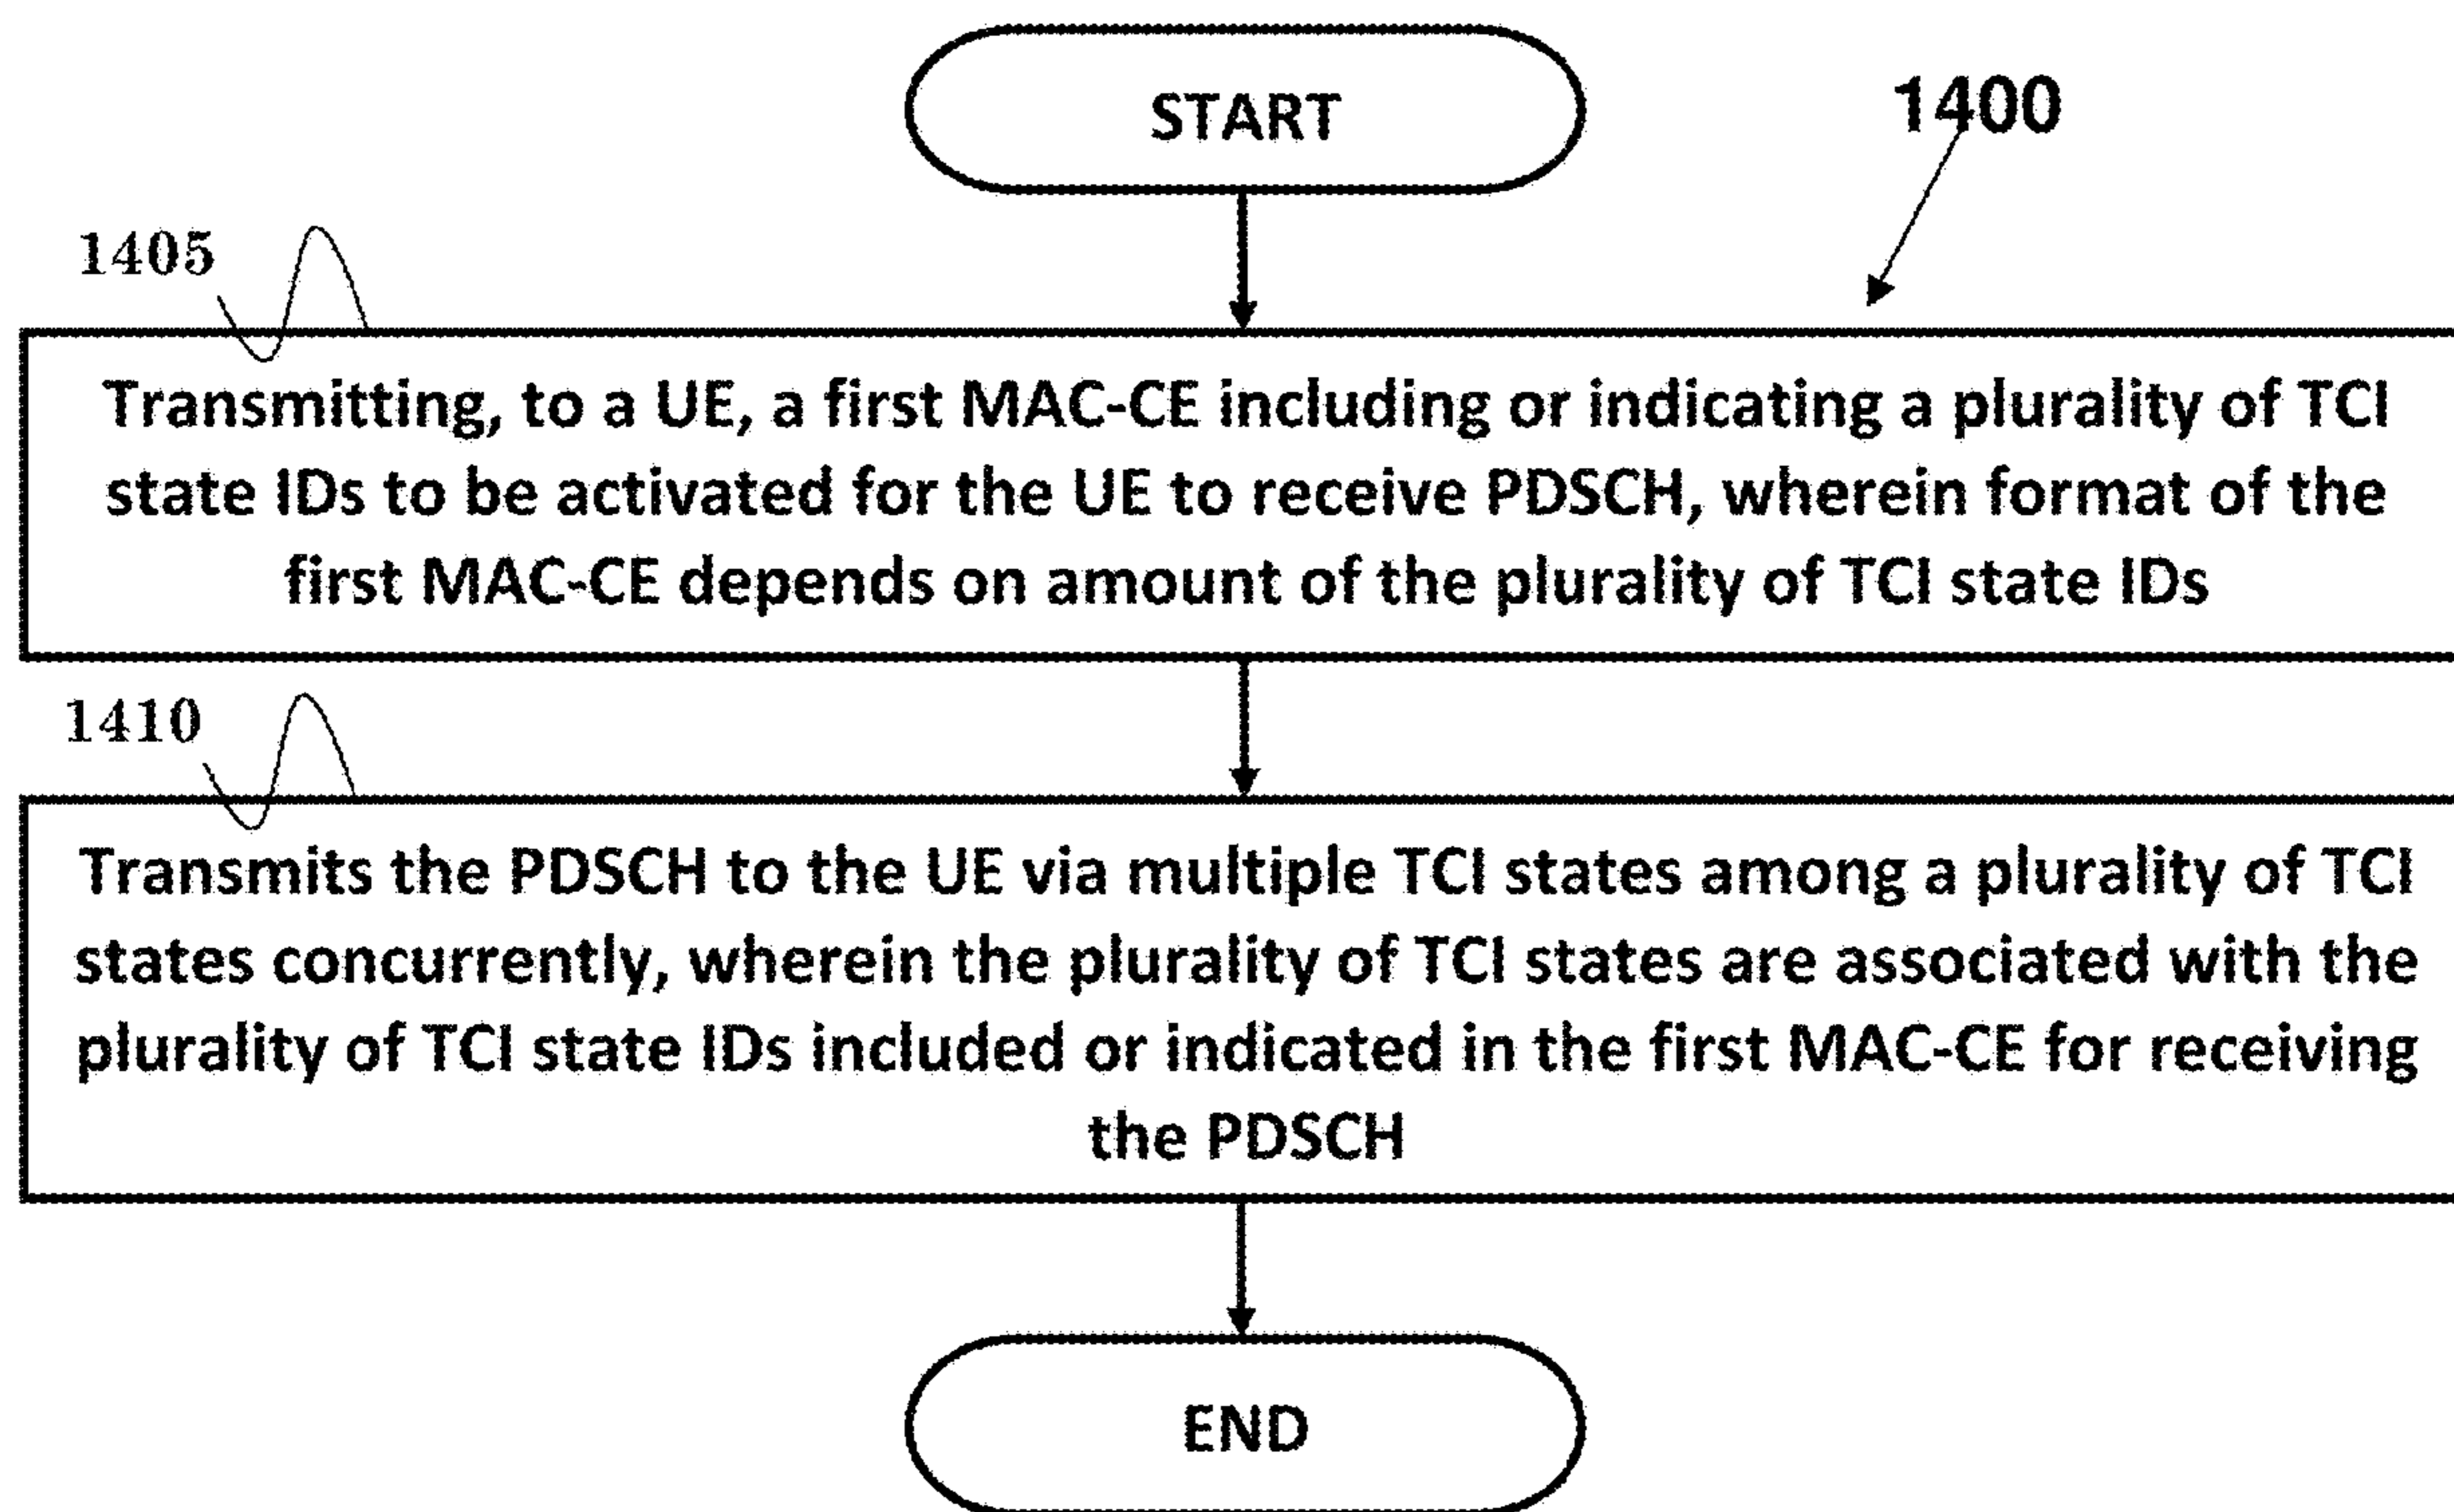 START
1400
1405
Transmitting, to a UE, a first MAC-CE including or indicating a plurality of TCI
state IDs to be activated for the UE to receive PDSCH, wherein format of the
first MAC-CE depends on amount of the plurality of TCI state IDs
1410
Transmits the PDSCH to the UE via multiple TCI states among a plurality of TCI
states concurrently, wherein the plurality of TCI states are associated with the
plurality of TCI state IDs included or indicated in the first MAC-CE for receiving
the PDSCH
END